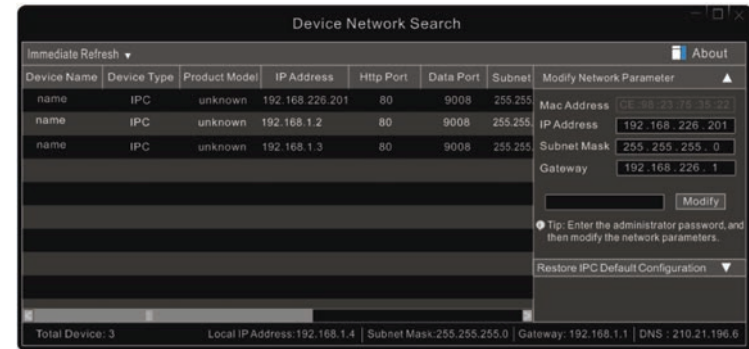 Device Network Search
Immediate Refresh
About
Device Name Device Type Product Model IP Address Http Port Data Port Subnet
name IPC unknown 192.168.226.201 80 9008 255.255
name IPC unknown 192.168.1.2 80 9008 255.255.
name IPC unknown 192.168.1.3 80 9008 255.255
Modify Network Parameter
Mac Address CE:98:23:75:35:22
IP Address 192.168.226.201
Subnet Mask 255.255.255.0
Gateway 192.168.226.1
Modify
Tip: Enter the administrator password, and
then modify the network parameters.
Restore IPC Default Configuration
Total Device: 3 Local IP Address:192.168.1.4 Subnet Mask:255.255.255.0 Gateway: 192.168.1.1 DNS : 210.21.196.6